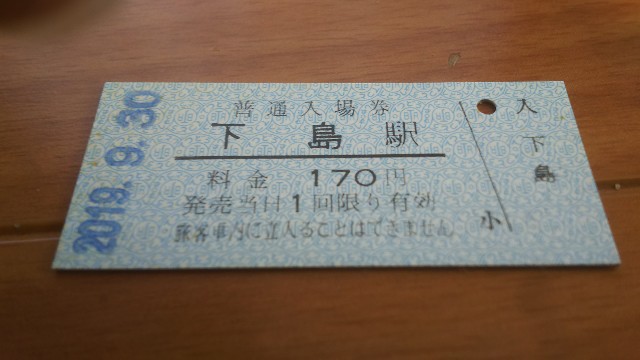 2019.9.30
普通入場券
下島駅
料金 170円
発売当日1回限り有効
旅客車内に立入ることはできません。
入
下島
小